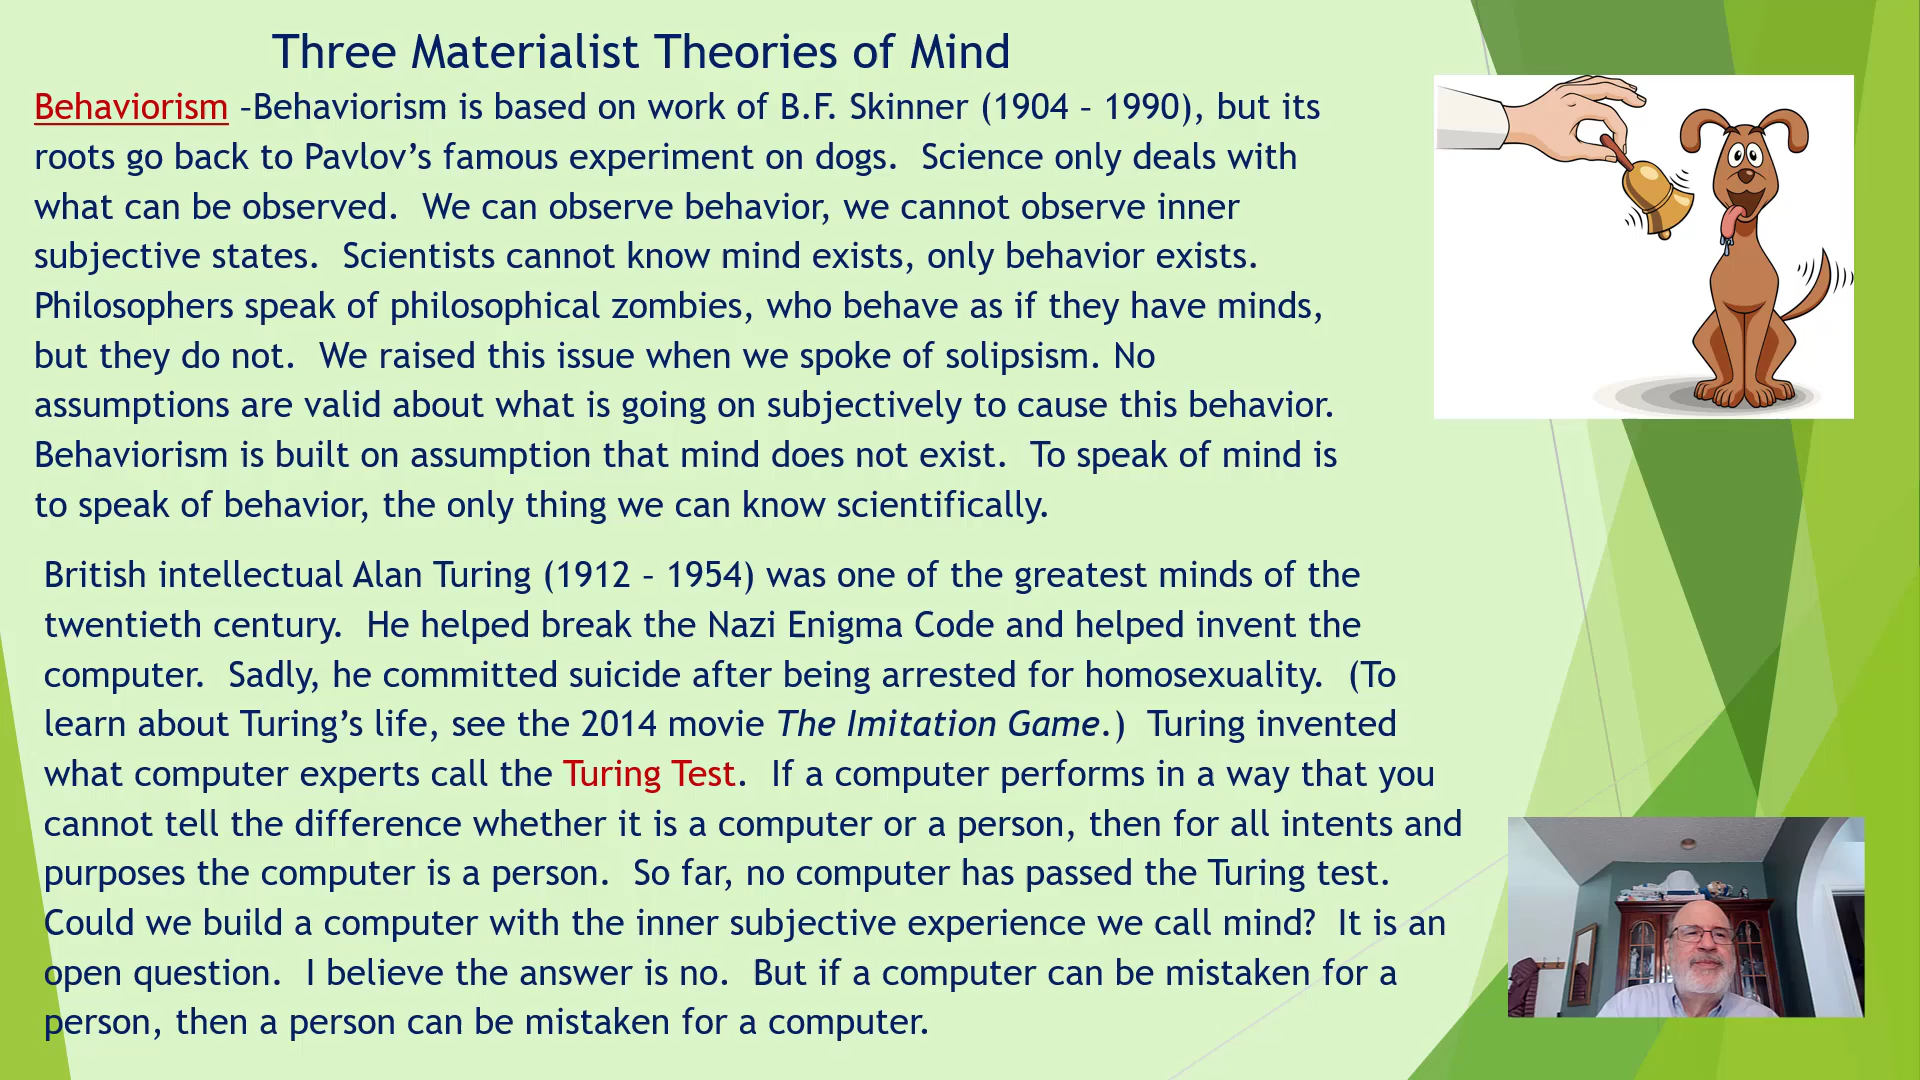 Three Materialist Theories of Mind
Behaviorism –Behaviorism is based on work of B.F. Skinner (1904 – 1990), but its
roots go back to Pavlov’s famous experiment on dogs.  Science only deals with
what can be observed.  We can observe behavior, we cannot observe inner
subjective states.  Scientists cannot know mind exists, only behavior exists.
Philosophers speak of philosophical zombies, who behave as if they have minds,
but they do not.  We raised this issue when we spoke of solipsism. No
assumptions are valid about what is going on subjectively to cause this behavior.
Behaviorism is built on assumption that mind does not exist.  To speak of mind is
to speak of behavior, the only thing we can know scientifically.
British intellectual Alan Turing (1912 – 1954) was one of the greatest minds of the
twentieth century.  He helped break the Nazi Enigma Code and helped invent the
computer.  Sadly, he committed suicide after being arrested for homosexuality.  (To
learn about Turing’s life, see the 2014 movie The Imitation Game.)  Turing invented
what computer experts call the Turing Test.  If a computer performs in a way that you
cannot tell the difference whether it is a computer or a person, then for all intents and
purposes the computer is a person.  So far, no computer has passed the Turing test.
Could we build a computer with the inner subjective experience we call mind?  It is an
open question.  I believe the answer is no.  But if a computer can be mistaken for a
person, then a person can be mistaken for a computer.